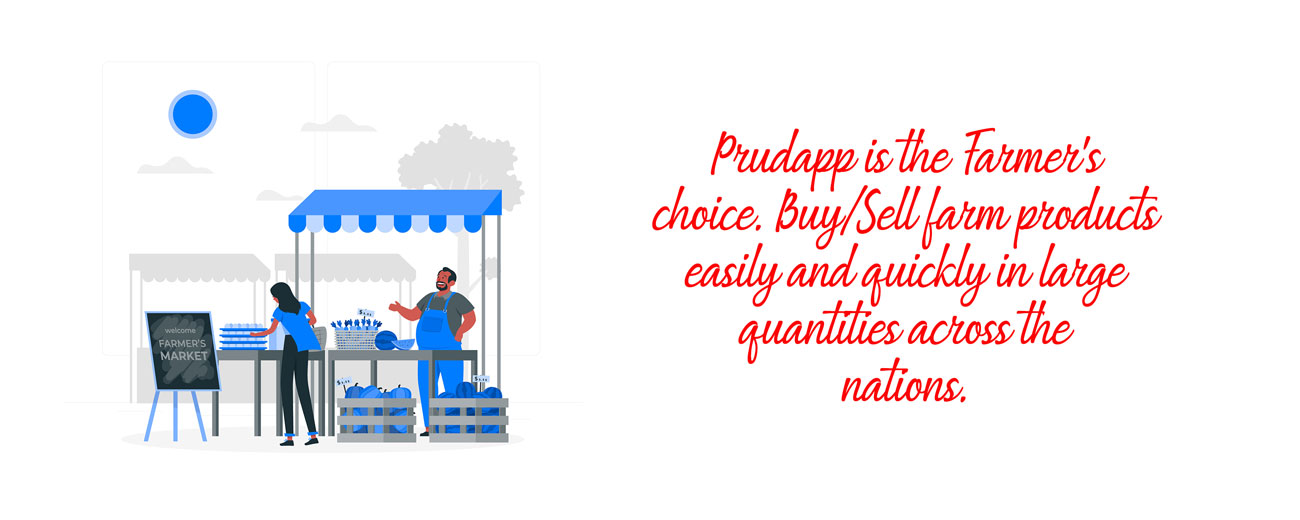 welcome
FARMER'S
MARKET
Prudapp is the Farmer's
choice. Buy/Sell farm products
easily and quickly in large
quantities across the
nations.